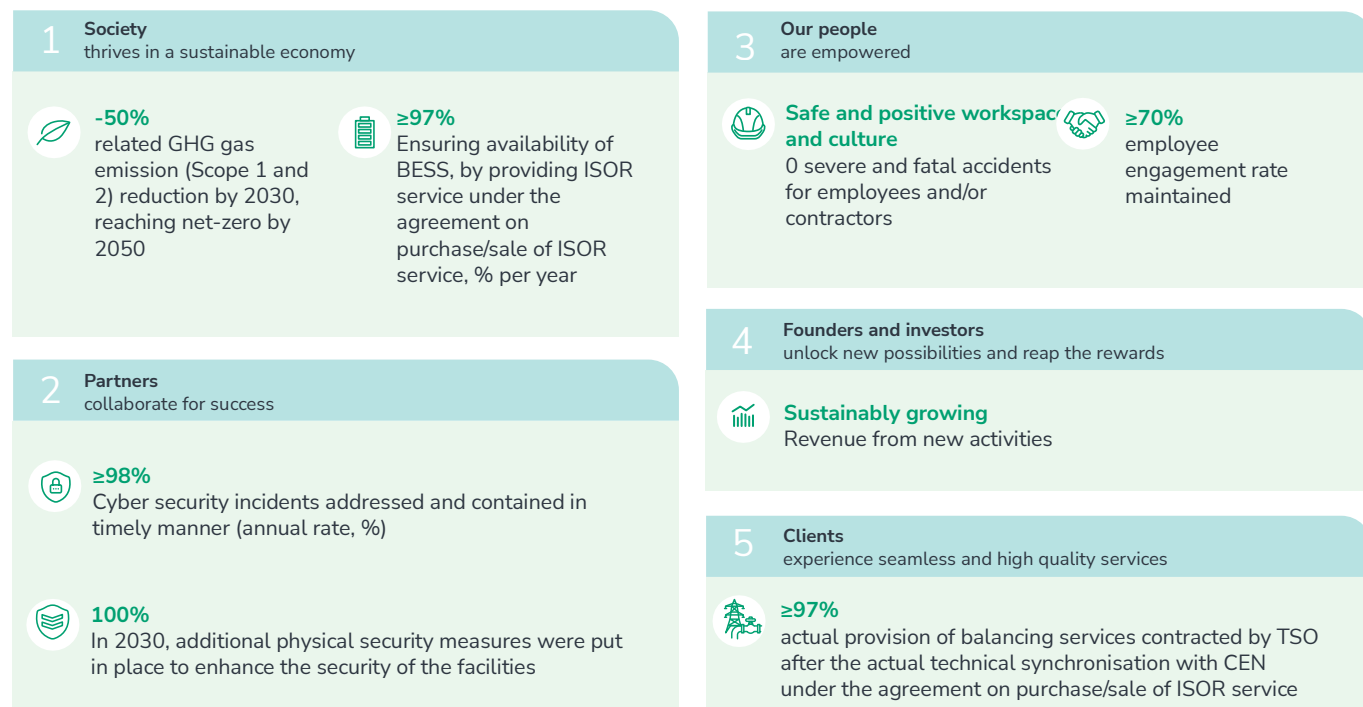 1
Society
thrives in a sustainable economy
-50%
related GHG gas
emission (Scope 1 and
2) reduction by 2030,
reaching net-zero by
2050
≥97%
Ensuring availability of
BESS, by providing ISOR
service under the
agreement on
purchase/sale of ISOR
service, % per year
2
Partners
collaborate for success
≥98%
Cyber security incidents addressed and contained in
timely manner (annual rate, %)
100%
In 2030, additional physical security measures were put
in place to enhance the security of the facilities
3
Our people
are empowered
Safe and positive workspace
and culture
0 severe and fatal accidents
for employees and/or
contractors
≥70%
employee
engagement rate
maintained
4
Founders and investors
unlock new possibilities and reap the rewards
Sustainably growing
Revenue from new activities
5
Clients
experience seamless and high quality services
≥97%
actual provision of balancing services contracted by TSO
after the actual technical synchronisation with CEN
under the agreement on purchase/sale of ISOR service